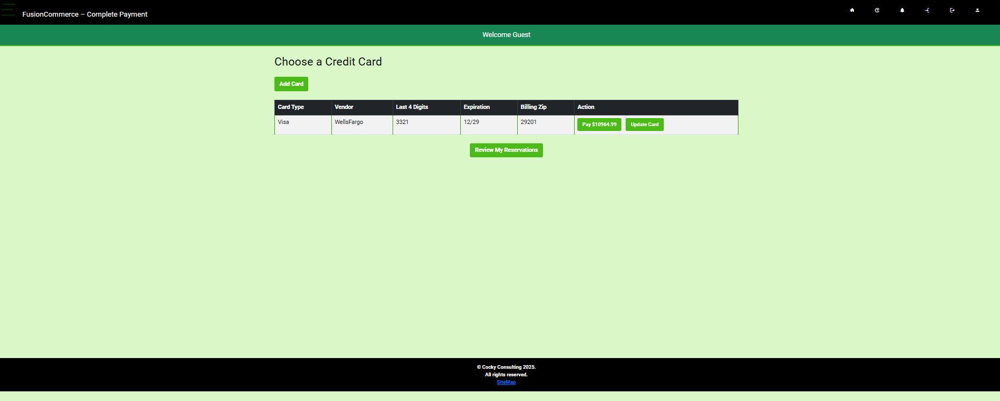 FusionCommerce – Complete Payment
Welcome Guest
Choose a Credit Card
Add Card
Card Type Vendor Last 4 Digits Expiration Billing Zip Action
Visa WellsFargo 3321 12/29 29201 Pay $10964.99 Update Card
Review My Reservations
© Cocky Consulting 2025.
All rights reserved.
SiteMap